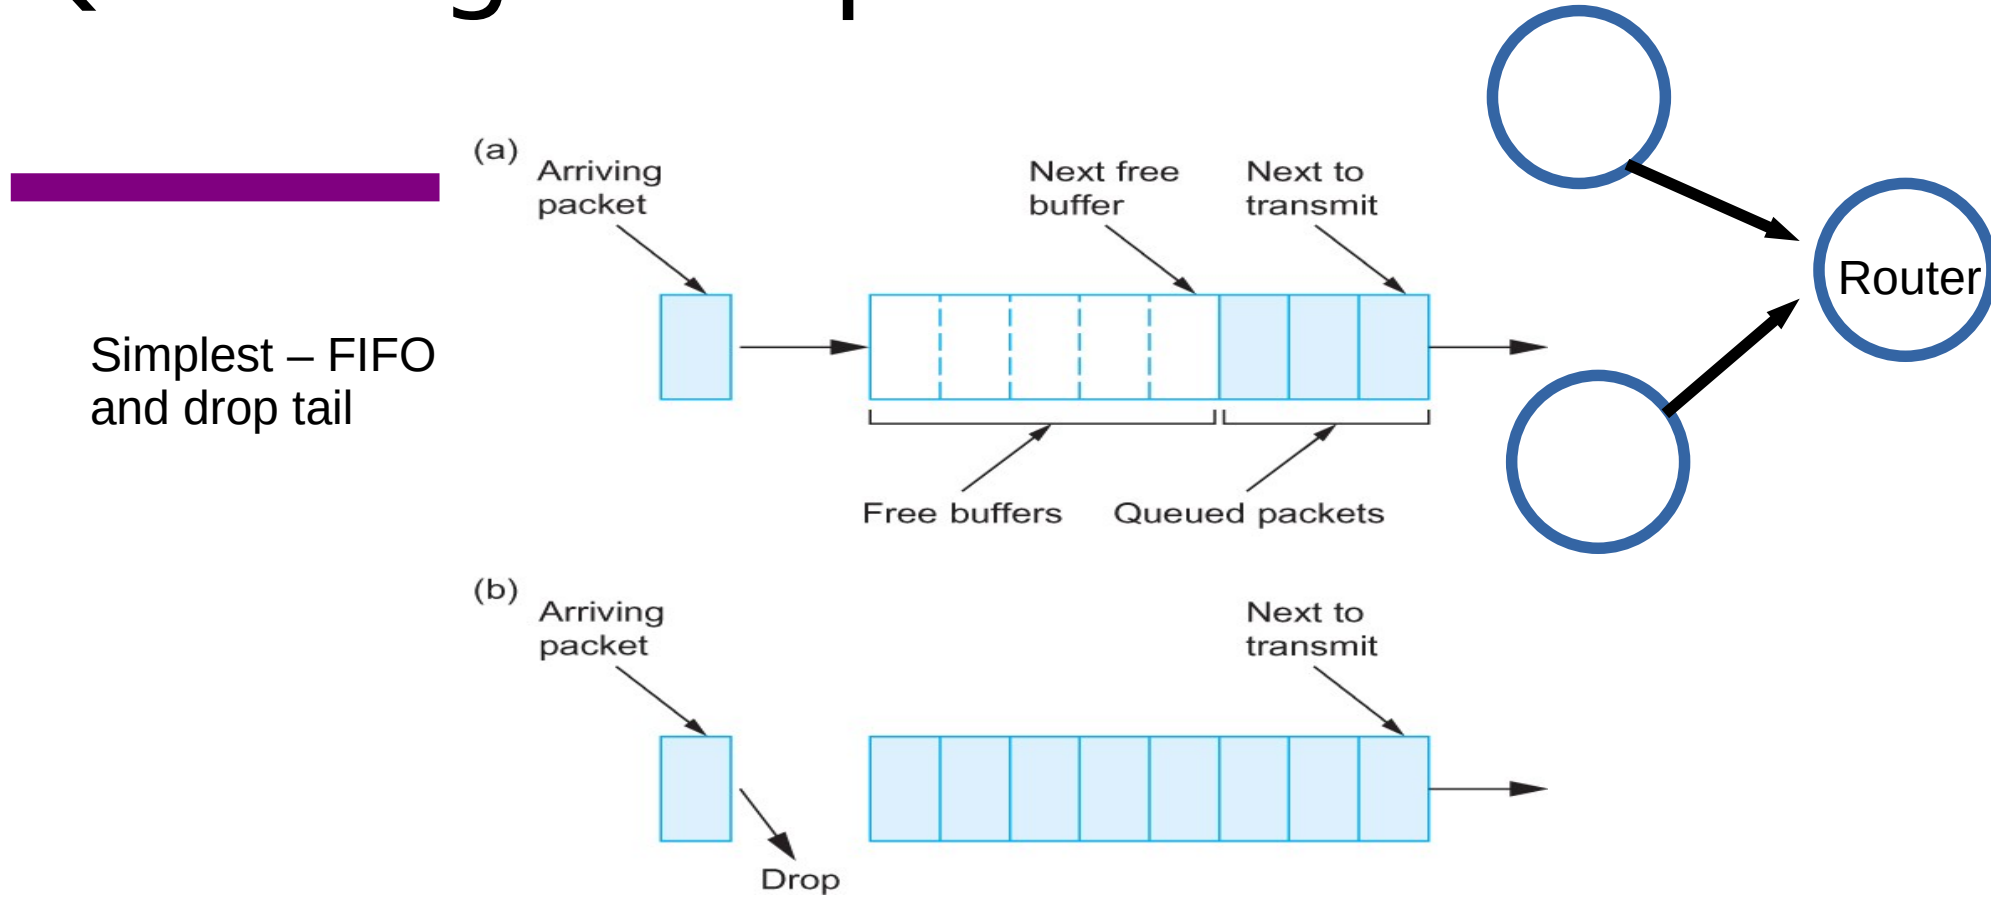 Simplest – FIFO
and drop tail
(a)
Arriving
packet
Next free
buffer
Next to
transmit
Free buffers
Queued packets
(b)
Arriving
packet
Next to
transmit
Drop
Router